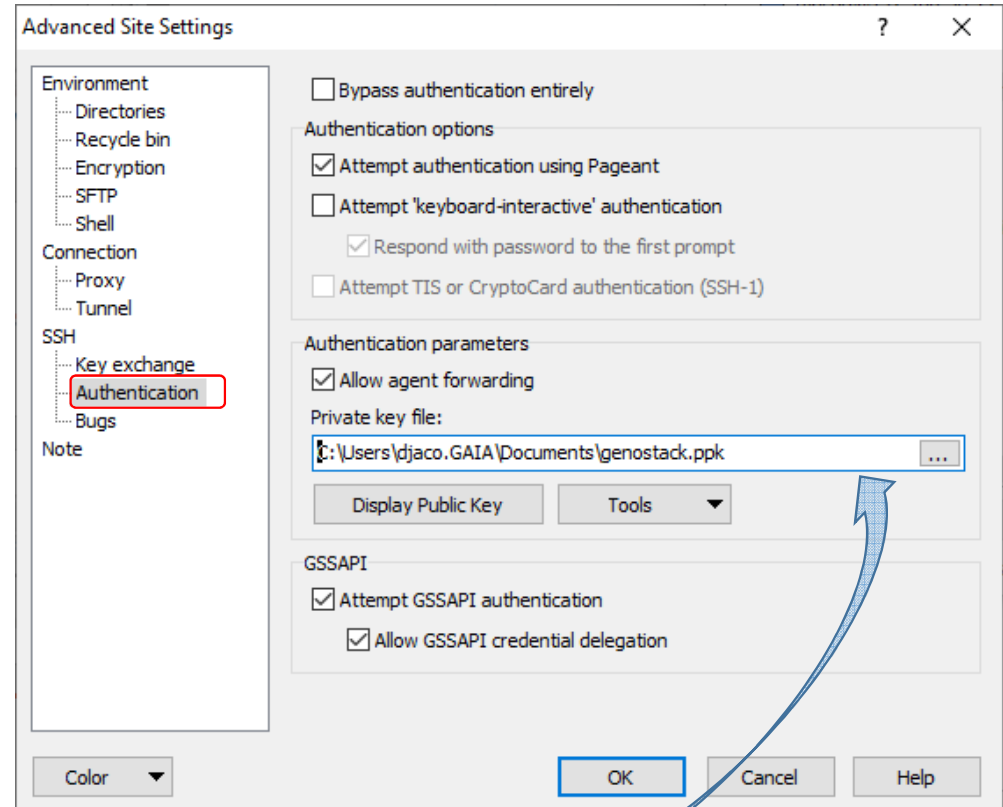 Advanced Site Settings
?
Environment
Directories
Recycle bin
Encryption
SFTP
Shell
Connection
Proxy
Tunnel
SSH
Key exchange
Authentication
Bugs
Note
Bypass authentication entirely
Authentication options
Attempt authentication using Pageant
Attempt 'keyboard-interactive' authentication
Respond with password to the first prompt
Attempt TIS or CryptoCard authentication (SSH-1)
Authentication parameters
Allow agent forwarding
Private key file:
C:\Users\djaco.GAIA\Documents\genostack.ppk
...
Display Public Key
Tools
GSSAPI
Attempt GSSAPI authentication
Allow GSSAPI credential delegation
Color
OK
Cancel
Help